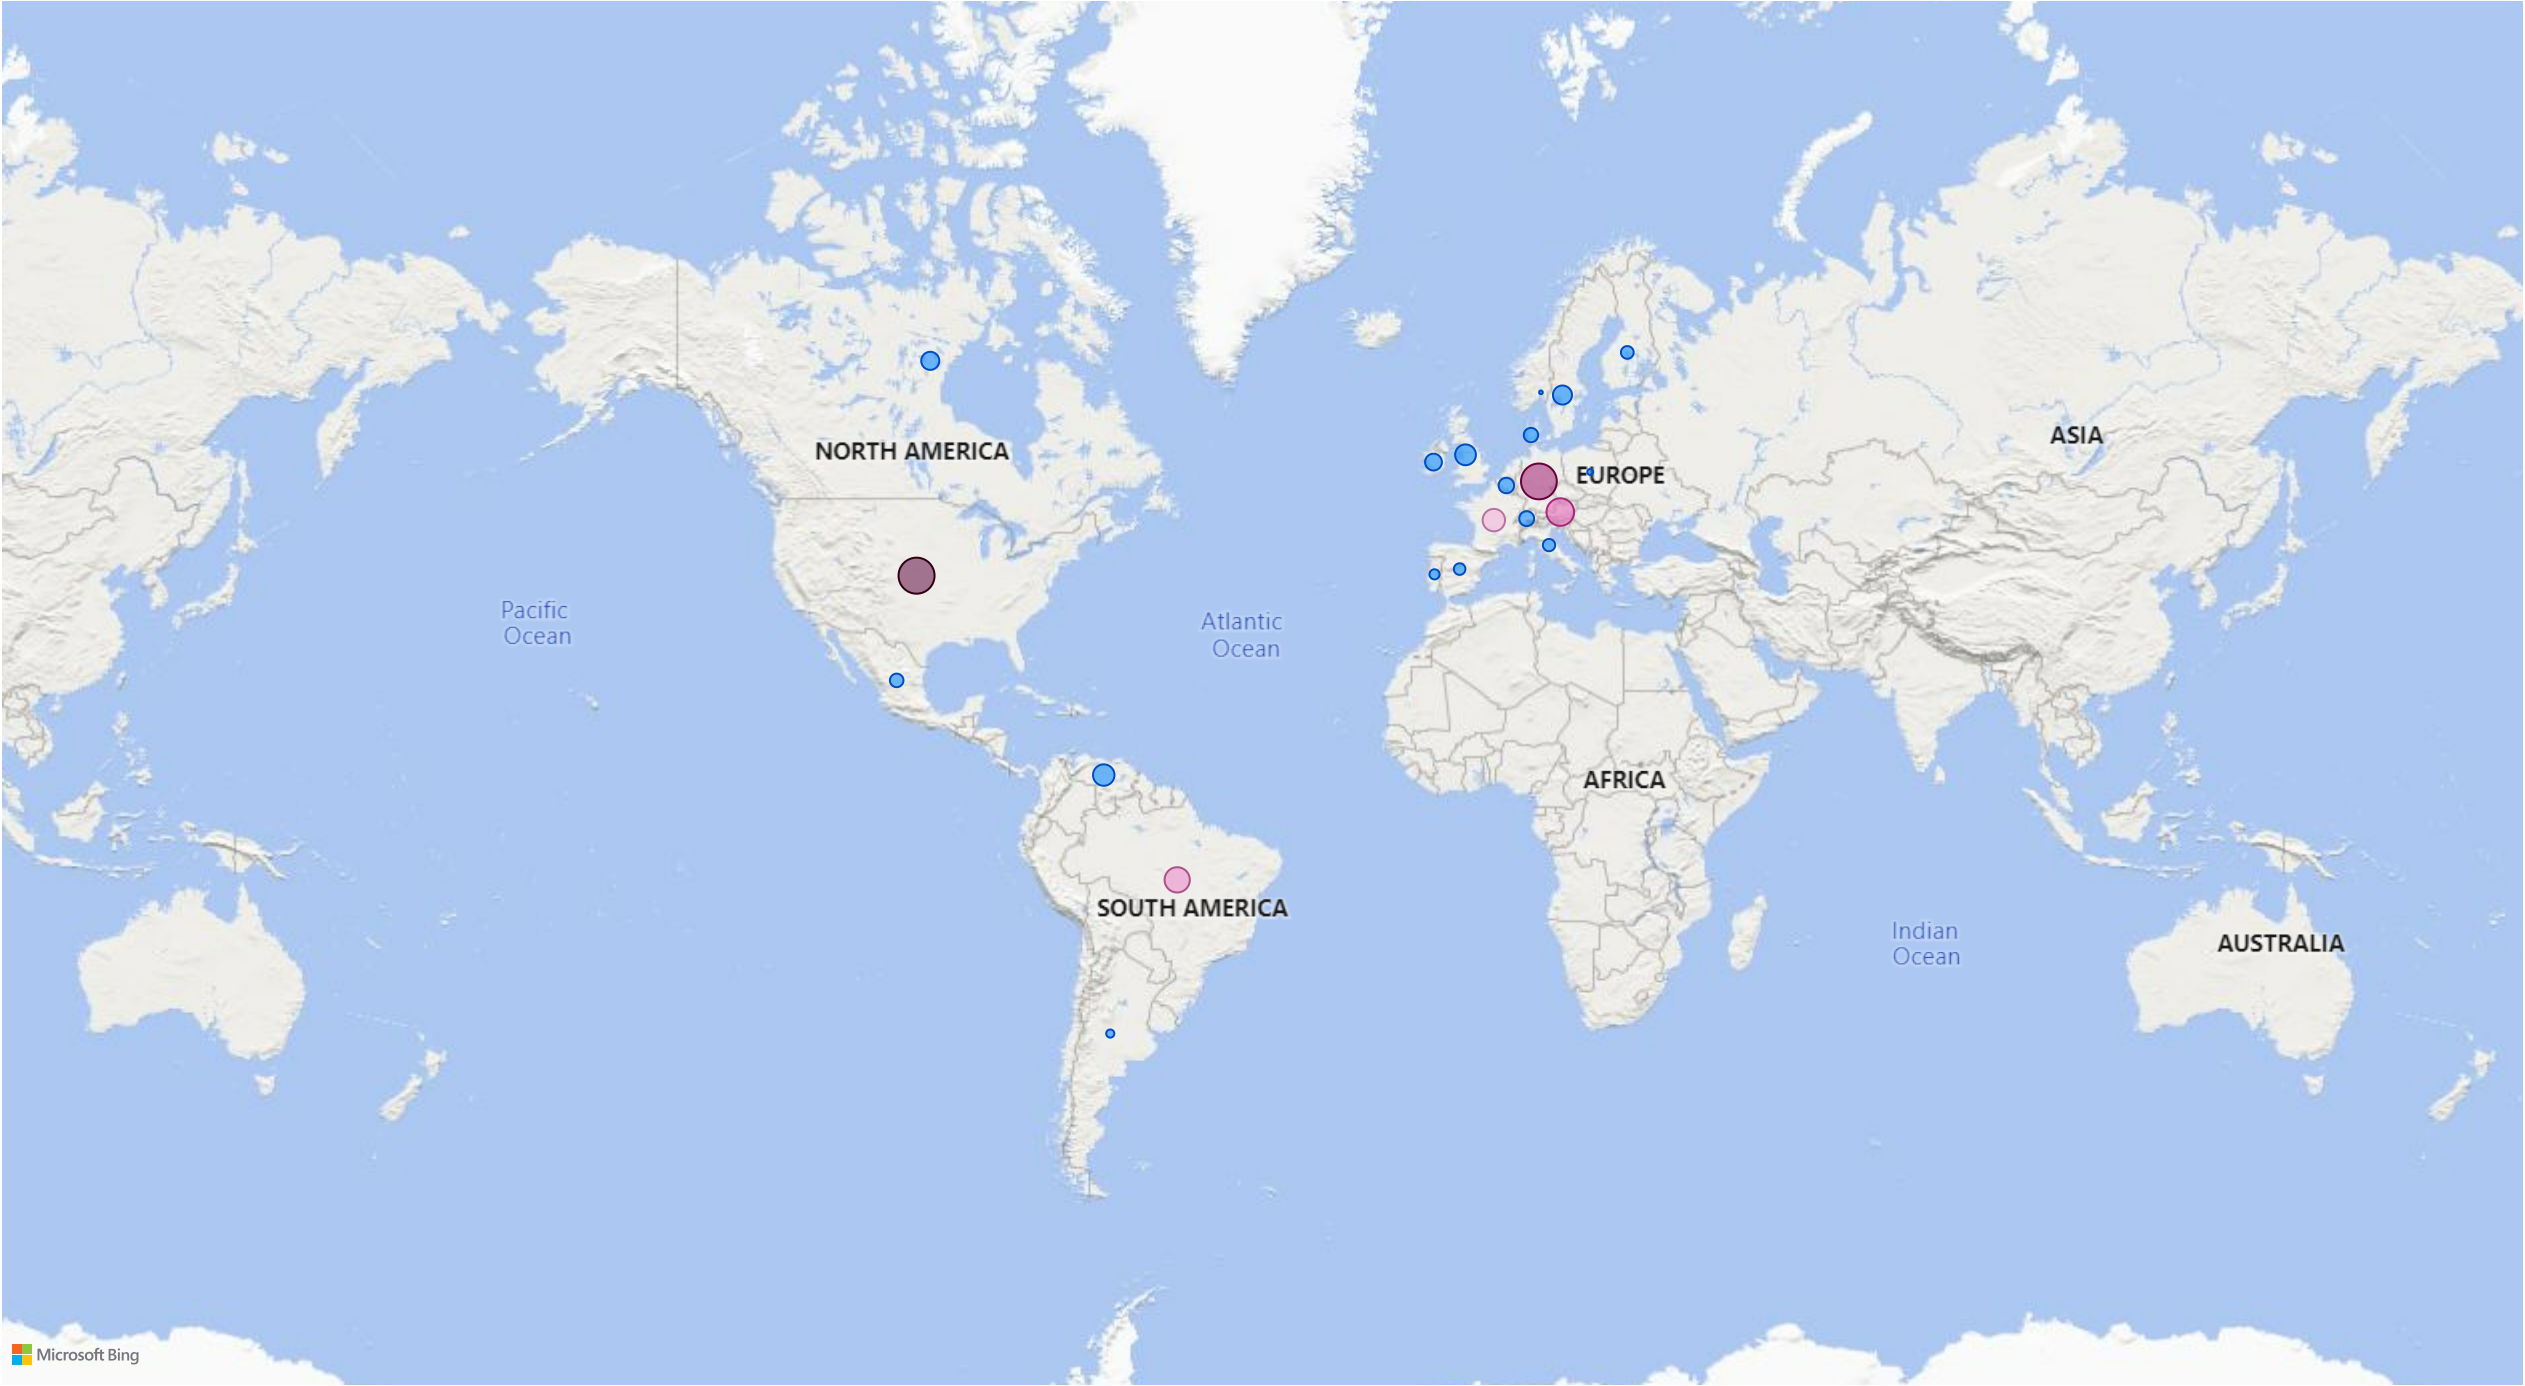 NORTH AMERICA
ASIA
EUROPE
Pacific
Ocean
Atlantic
Ocean
AFRICA
SOUTH AMERICA
Indian
Ocean
AUSTRALIA
Microsoft Bing